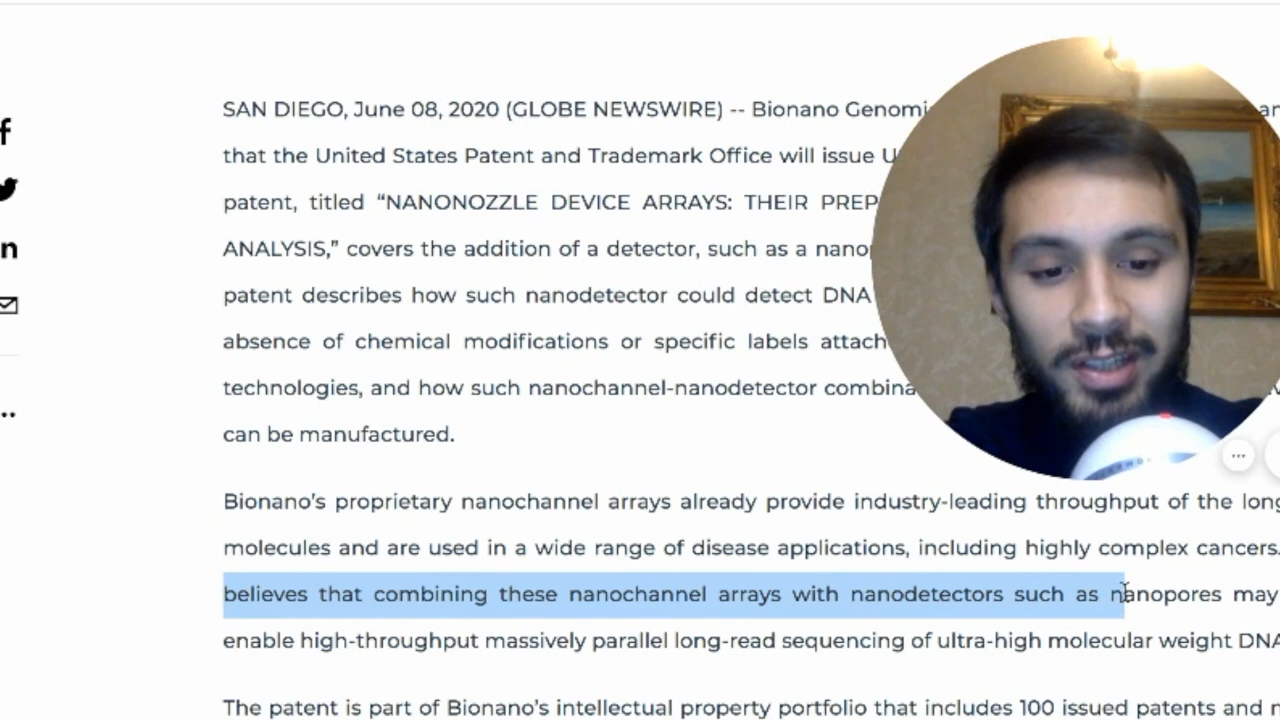 SAN DIEGO, June 08, 2020 (GLOBE NEWSWIRE) -- Bionano Genomi
that the United States Patent and Trademark Office will issue U
patent, titled “NANONOZZLE DEVICE ARRAYS: THEIR PREP
ANALYSIS,” covers the addition of a detector, such as a nano
patent describes how such nanodetector could detect DNA
absence of chemical modifications or specific labels attach
technologies, and how such nanochannel-nanodetector combina
can be manufactured.
Bionano’s proprietary nanochannel arrays already provide industry-leading throughput of the long
molecules and are used in a wide range of disease applications, including highly complex cancers.
believes that combining these nanochannel arrays with nanodetectors such as nanopores may
enable high-throughput massively parallel long-read sequencing of ultra-high molecular weight DNA
The patent is part of Bionano’s intellectual property portfolio that includes 100 issued patents and